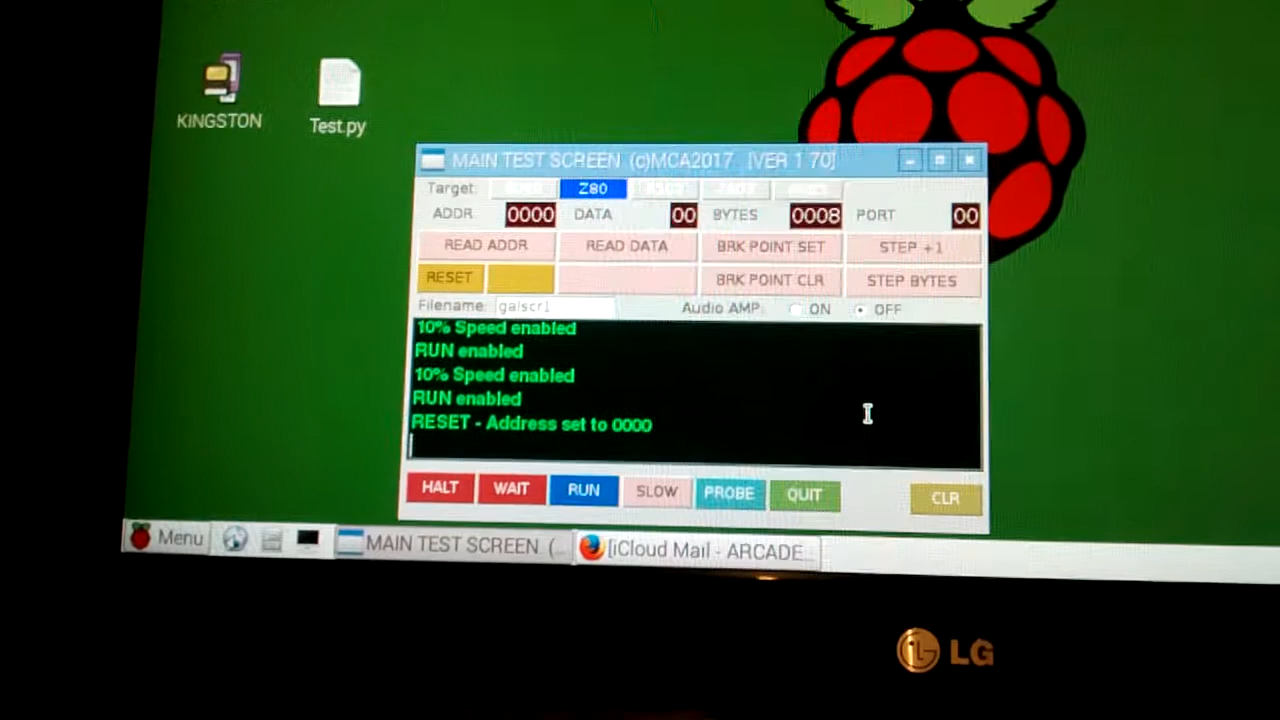 KINGSTON
Test.py
MAIN TEST SCREEN (c)MCA2017 [VER 1 70]
Target: Z80
ADDR 0000 DATA 00 BYTES 0008 PORT 00
READ ADDR READ DATA BRK POINT SET STEP +1
RESET BRK POINT CLR STEP BYTES
Filename: galscr1 Audio AMP: ON OFF
10% Speed enabled
RUN enabled
10% Speed enabled
RUN enabled
RESET - Address set to 0000
HALT WAIT RUN SLOW PROBE QUIT CLR
Menu MAIN TEST SCREEN (... [iCloud Mail - ARCADE...
LG